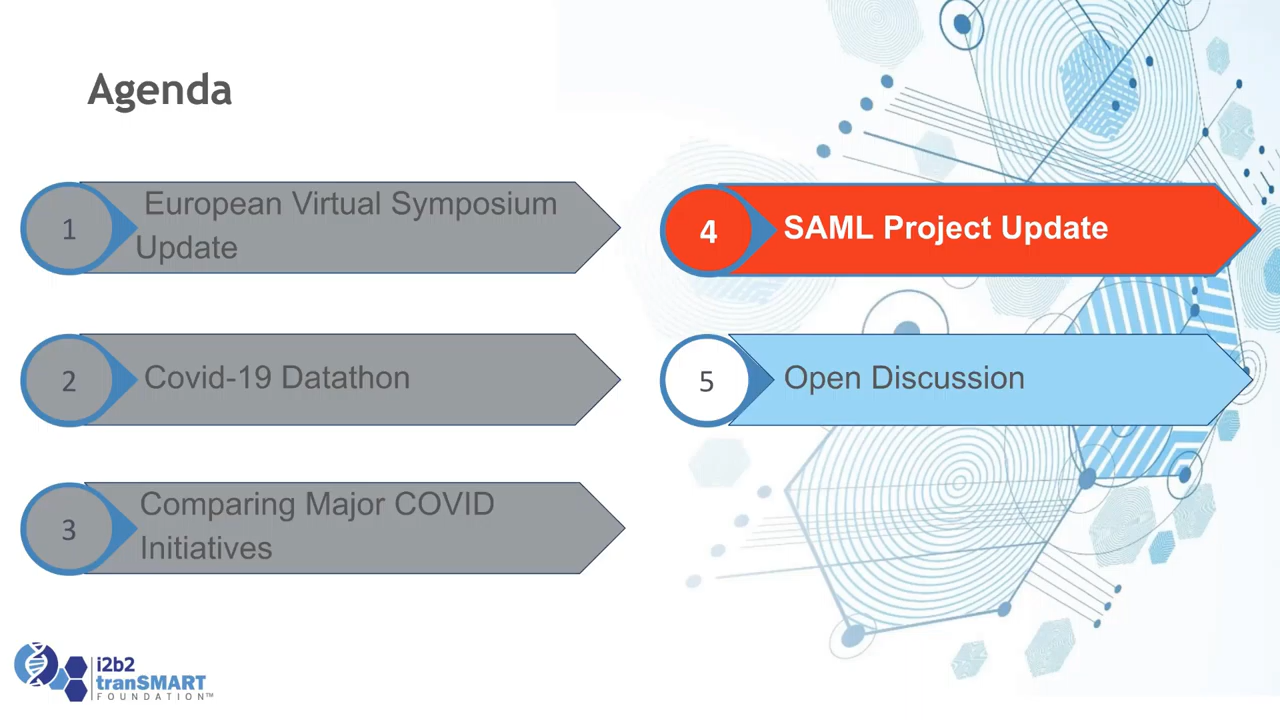 Agenda
1
European Virtual Symposium
Update
2
Covid-19 Datathon
3
Comparing Major COVID
Initiatives
4
SAML Project Update
5
Open Discussion
i2b2
tranSMART
FOUNDATION™